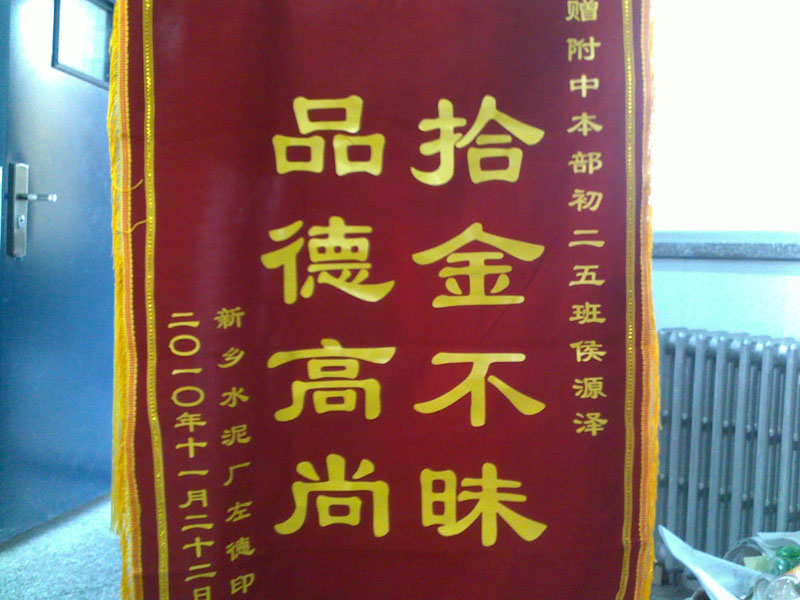 赠附中本部初二五班侯源泽
拾金不昧
品德高尚
新乡水泥厂左德印
二〇一〇年十一月二十二日